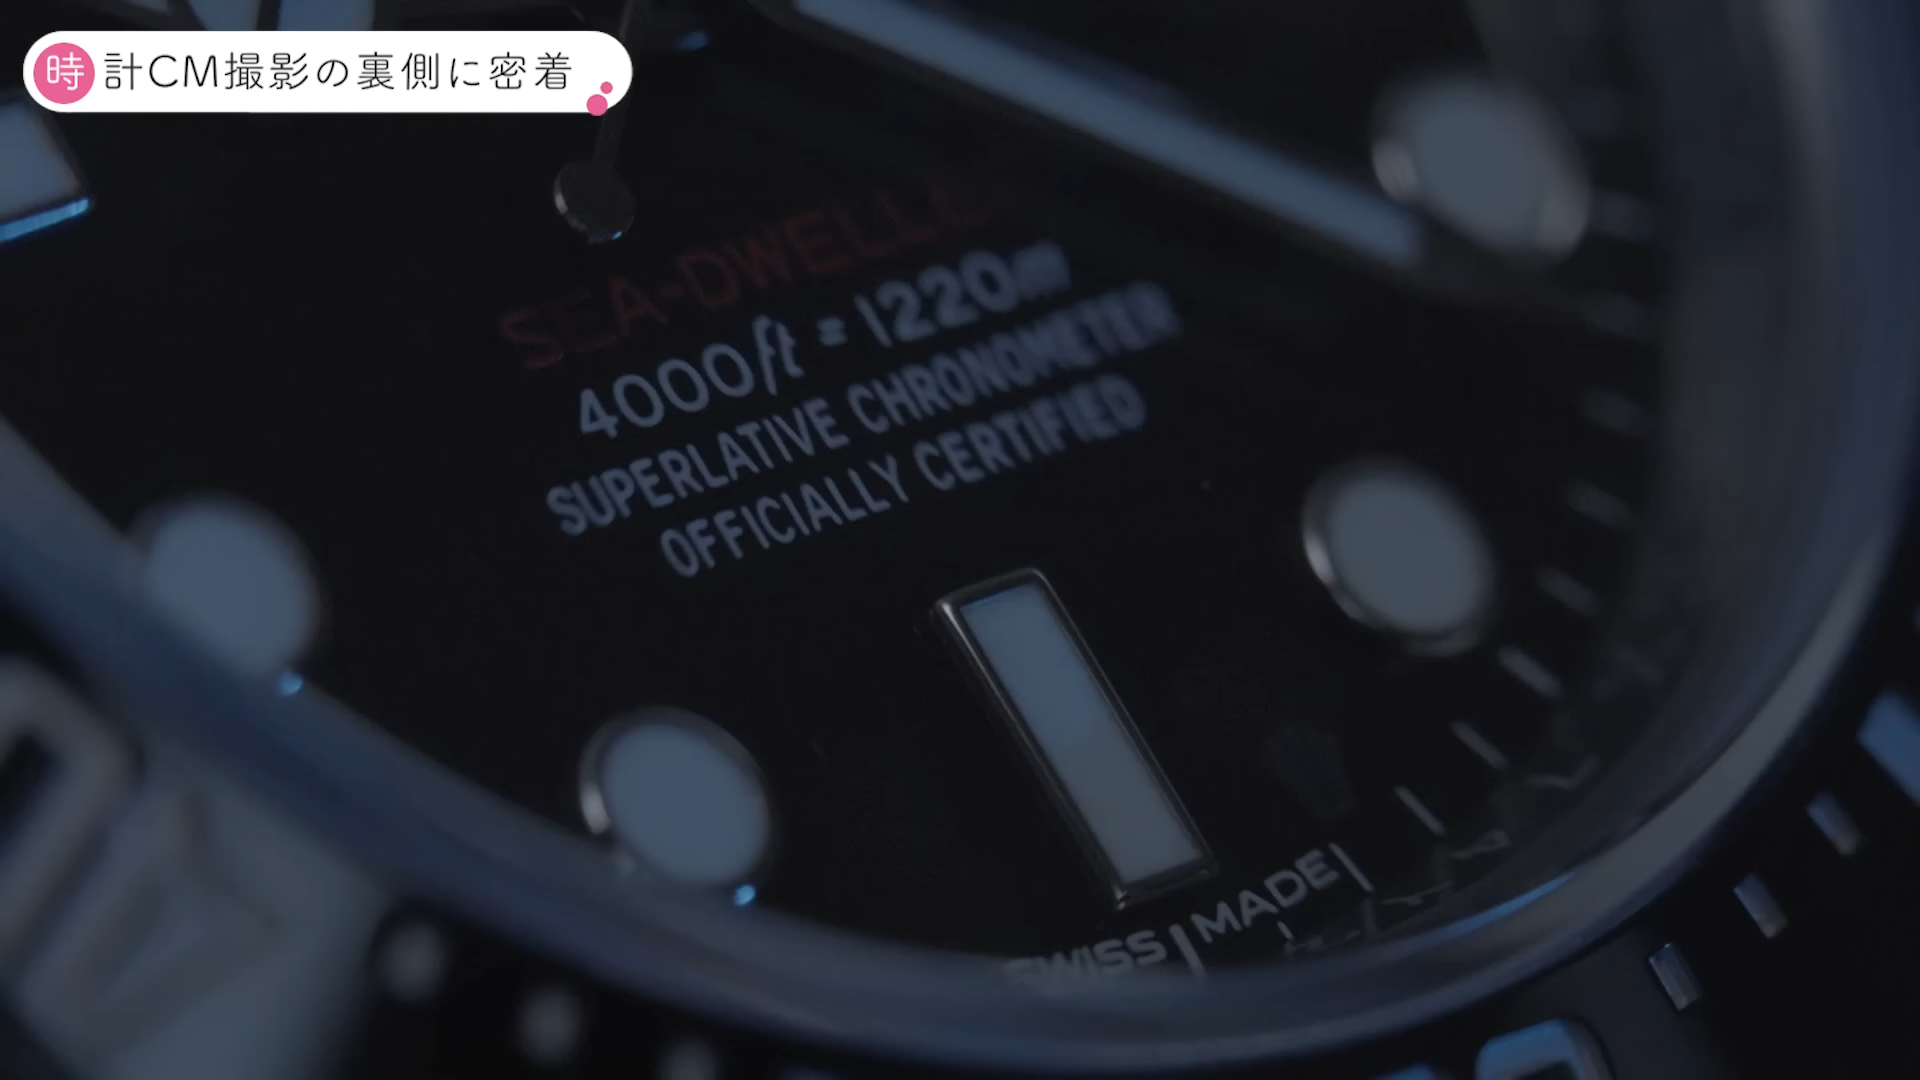 時計CM撮影の裏側に密着
SEA-DWELLE
4000ft = 1220m
SUPERLATIVE CHRONOMETER
OFFICIALLY CERTIFIED
SWISS MADE